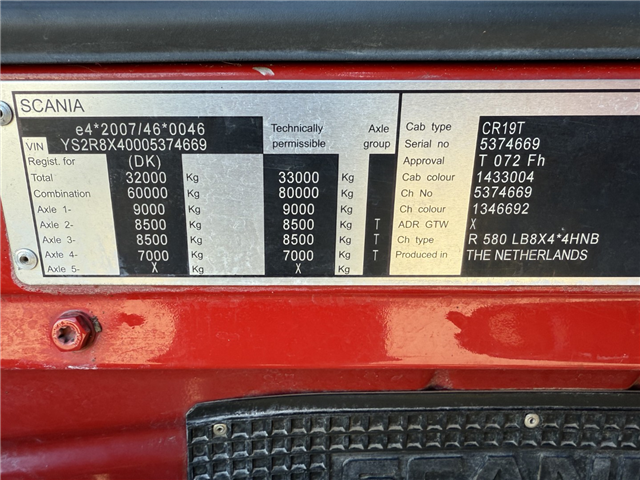 SCANIA
e4*2007/46*0046 Technically permissible Axle group
VIN YS2R8X40005374669
Regist. for (DK)
Total 32000 Kg 33000 Kg
Combination 60000 Kg 80000 Kg
Axle 1- 9000 Kg 9000 Kg
Axle 2- 8500 Kg 8500 Kg T
Axle 3- 8500 Kg 8500 Kg T
Axle 4- 7000 Kg 7000 Kg T
Axle 5- X Kg X Kg
Cab type CR19T
Serial no 5374669
Approval T 072 Fh
Cab colour 1433004
Ch No 5374669
Ch colour 1346692
ADR GTW X
Ch type R 580 LB8X4*4HNB
Produced in THE NETHERLANDS